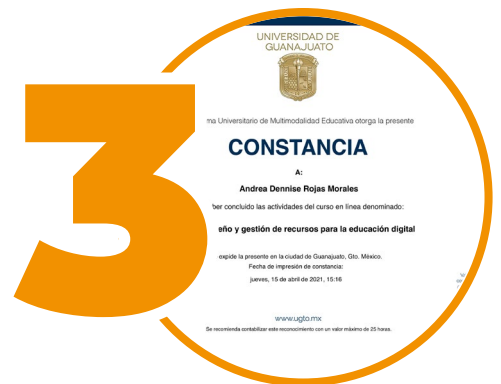 3
UNIVERSIDAD DE
GUANAJUATO
ma Universitario de Multimodalidad Educativa otorga la presente
CONSTANCIA
A:
Andrea Dennise Rojas Morales
ber concluido las actividades del curso en línea denominado:
eño y gestión de recursos para la educación digital
expide la presente en la ciudad de Guanajuato, Gto. México.
Fecha de impresión de constancia:
jueves, 15 de abril de 2021, 15:16
www.ugto.mx
Se recomienda contabilizar este reconocimiento con un valor máximo de 25 horas.